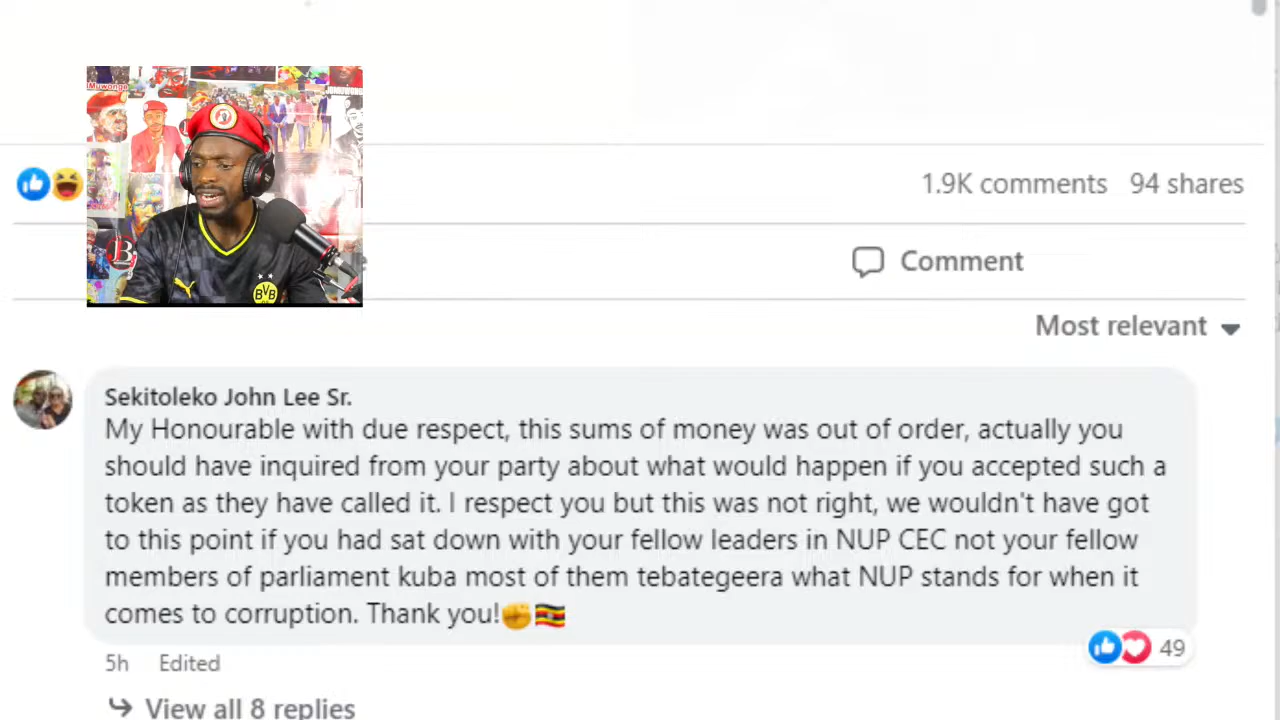 Muwonge
BVB
1.9K comments 94 shares
Comment
Most relevant
Sekitoleko John Lee Sr.
My Honourable with due respect, this sums of money was out of order, actually you
should have inquired from your party about what would happen if you accepted such a
token as they have called it. I respect you but this was not right, we wouldn't have got
to this point if you had sat down with your fellow leaders in NUP CEC not your fellow
members of parliament kuba most of them tebategeera what NUP stands for when it
comes to corruption. Thank you!✊🇺🇬
49
5h Edited
View all 8 replies